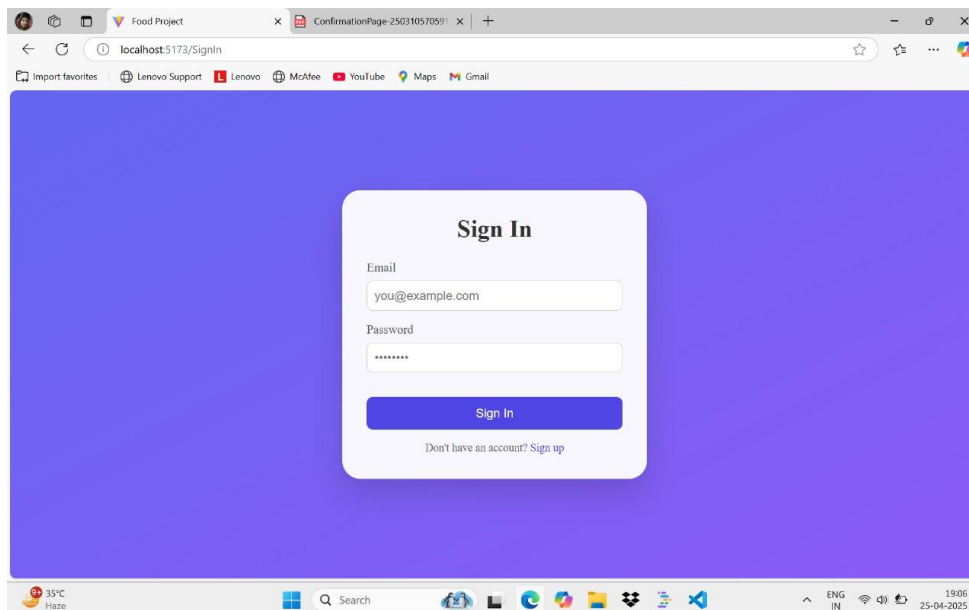 Food Project
ConfirmationPage-250310570591
localhost:5173/SignIn
Import favorites
Lenovo Support
L Lenovo
McAfee
YouTube
Maps
Gmail
Sign In
Email
you@example.com
Password
Sign In
Don't have an account? Sign up
9+
35°C
Haze
Search
ENG
IN
19:06
25-04-2025